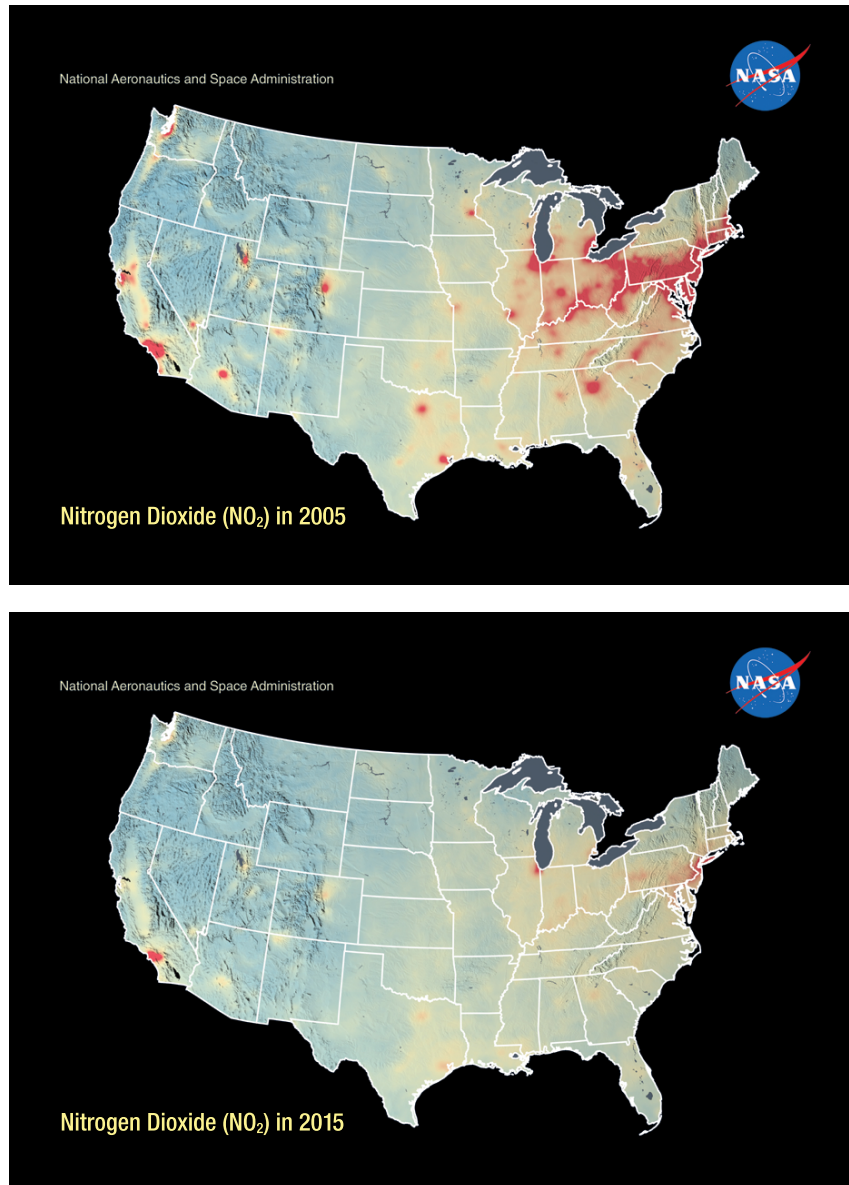 National Aeronautics and Space Administration
NASA
Nitrogen Dioxide (NO₂) in 2005
National Aeronautics and Space Administration
NASA
Nitrogen Dioxide (NO₂) in 2015